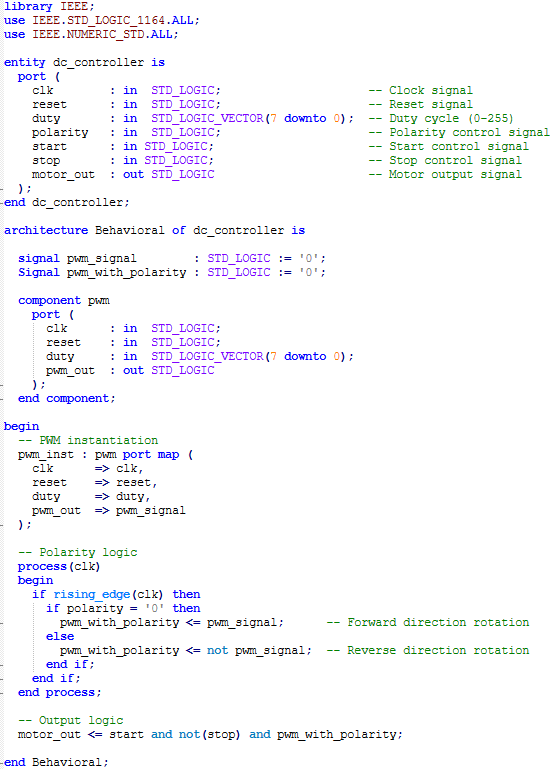 library IEEE;
use IEEE.STD_LOGIC_1164.ALL;
use IEEE.NUMERIC_STD.ALL;

entity dc_controller is
  port (
    clk        : in  STD_LOGIC;                     -- Clock signal
    reset      : in  STD_LOGIC;                     -- Reset signal
    duty       : in  STD_LOGIC_VECTOR(7 downto 0);  -- Duty cycle (0-255)
    polarity   : in  STD_LOGIC;                     -- Polarity control signal
    start      : in STD_LOGIC;                      -- Start control signal
    stop       : in STD_LOGIC;                      -- Stop control signal
    motor_out  : out STD_LOGIC                      -- Motor output signal
  );
end dc_controller;

architecture Behavioral of dc_controller is

  signal pwm_signal        : STD_LOGIC := '0';
  Signal pwm_with_polarity : STD_LOGIC := '0';

  component pwm
    port (
      clk      : in  STD_LOGIC;
      reset    : in  STD_LOGIC;
      duty     : in  STD_LOGIC_VECTOR(7 downto 0);
      pwm_out  : out STD_LOGIC
    );
  end component;

begin
  -- PWM instantiation
  pwm_inst : pwm port map (
    clk      => clk,
    reset    => reset,
    duty     => duty,
    pwm_out  => pwm_signal
  );

  -- Polarity logic
  process(clk)
  begin
    if rising_edge(clk) then
      if polarity = '0' then
        pwm_with_polarity <= pwm_signal;      -- Forward direction rotation
      else
        pwm_with_polarity <= not pwm_signal;  -- Reverse direction rotation
      end if;
    end if;
  end process;

  -- Output logic
  motor_out <= start and not(stop) and pwm_with_polarity;

end Behavioral;